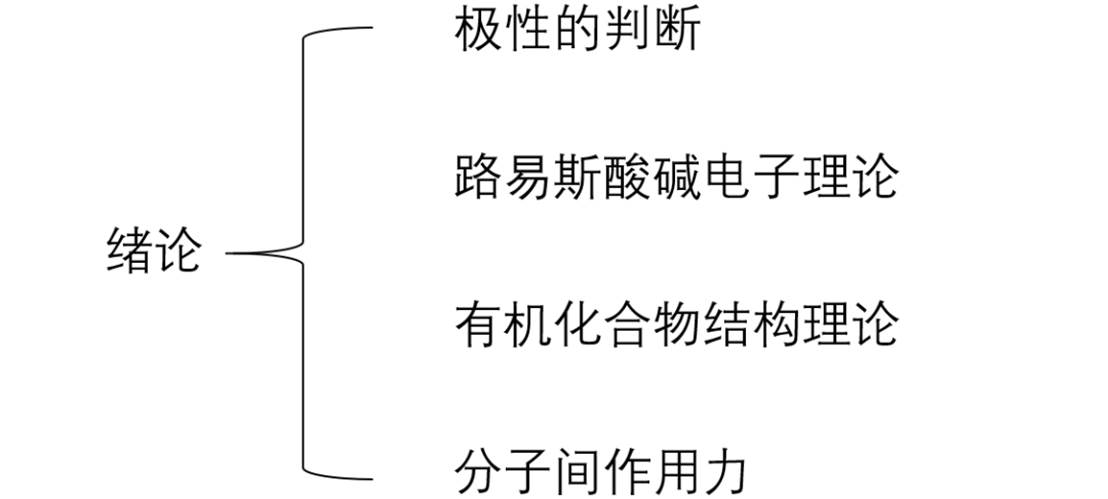 绪论
极性的判断
路易斯酸碱电子理论
有机化合物结构理论
分子间作用力